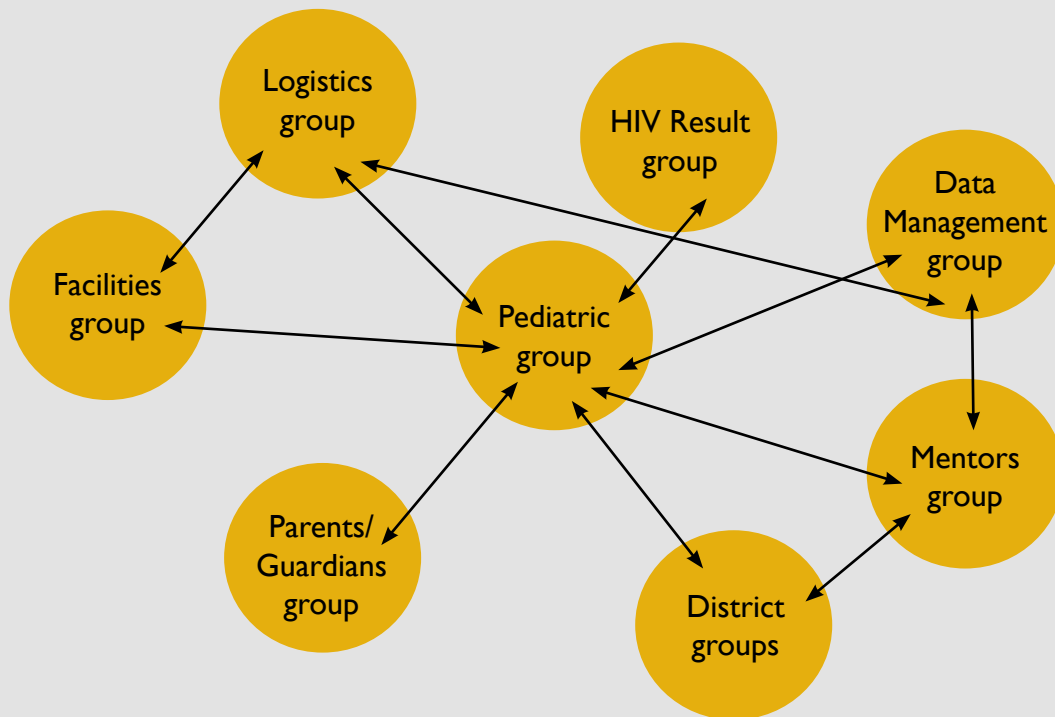 Logistics
group
HIV Result
group
Data
Management
group
Facilities
group
Pediatric
group
Mentors
group
Parents/
Guardians
group
District
groups